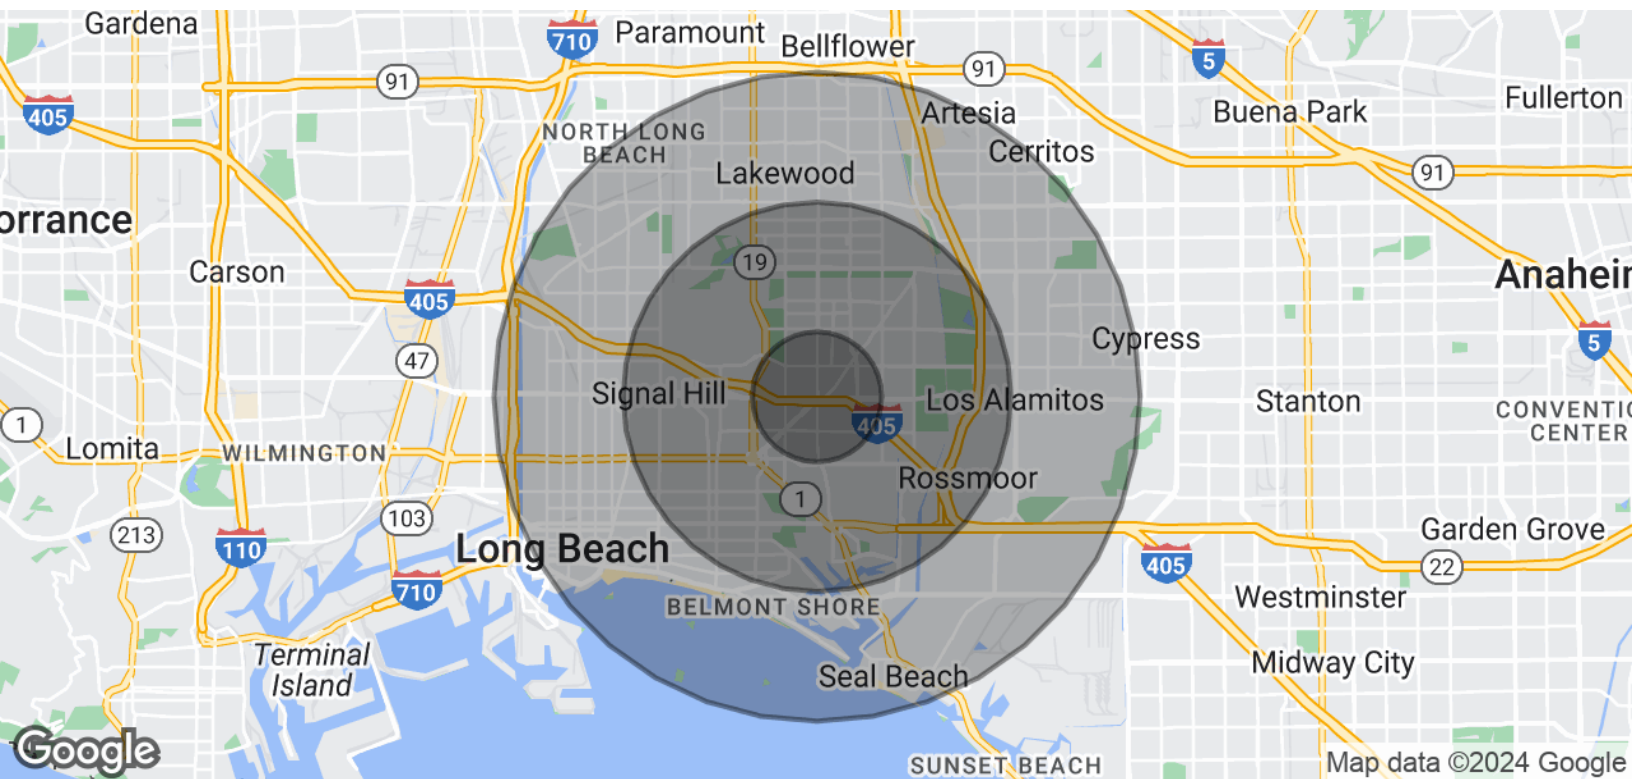 Gardena
710
Paramount
Bellflower
5
91
91
405
Artesia
Buena Park
Fullerton
NORTH LONG
BEACH
Cerritos
Lakewood
91
orrance
19
Carson
405
Anaheim
Cypress
5
47
Signal Hill
Los Alamitos
Stanton
1
405
CONVENTIO
CENTER
Lomita
WILMINGTON
Rossmoor
1
103
213
110
Long Beach
Garden Grove
405
22
710
BELMONT SHORE
Westminster
Terminal
Island
Seal Beach
Midway City
Google
SUNSET BEACH
Map data ©2024 Google